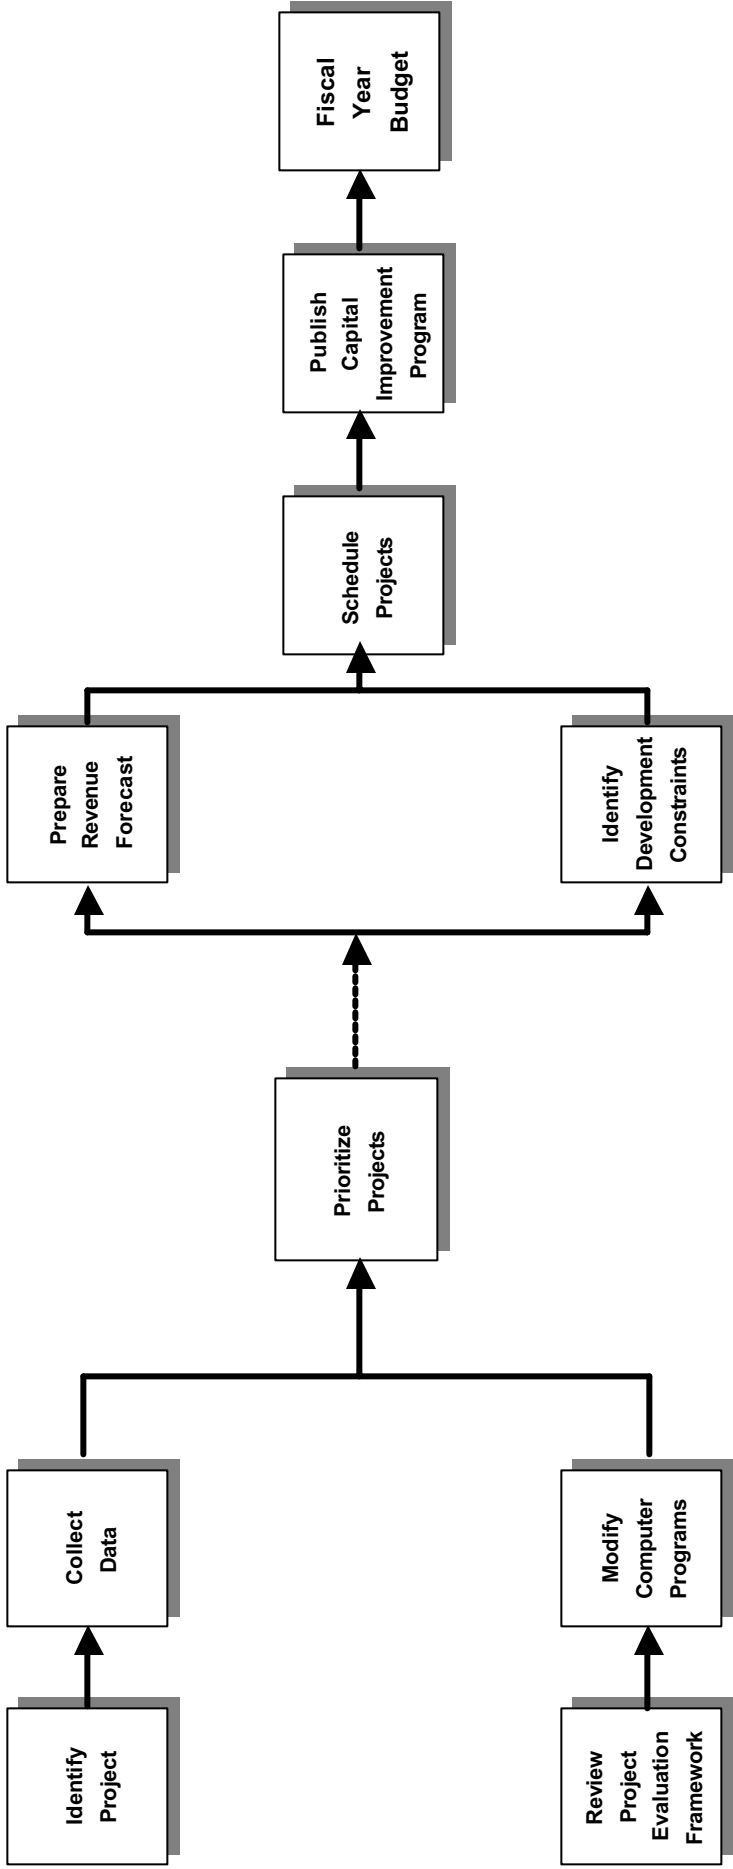 Identify
Project
Collect
Data
Review
Project
Evaluation
Framework
Modify
Computer
Programs
Prioritize
Projects
Prepare
Revenue
Forecast
Identify
Development
Constraints
Schedule
Projects
Publish
Capital
Improvement
Program
Fiscal
Year
Budget